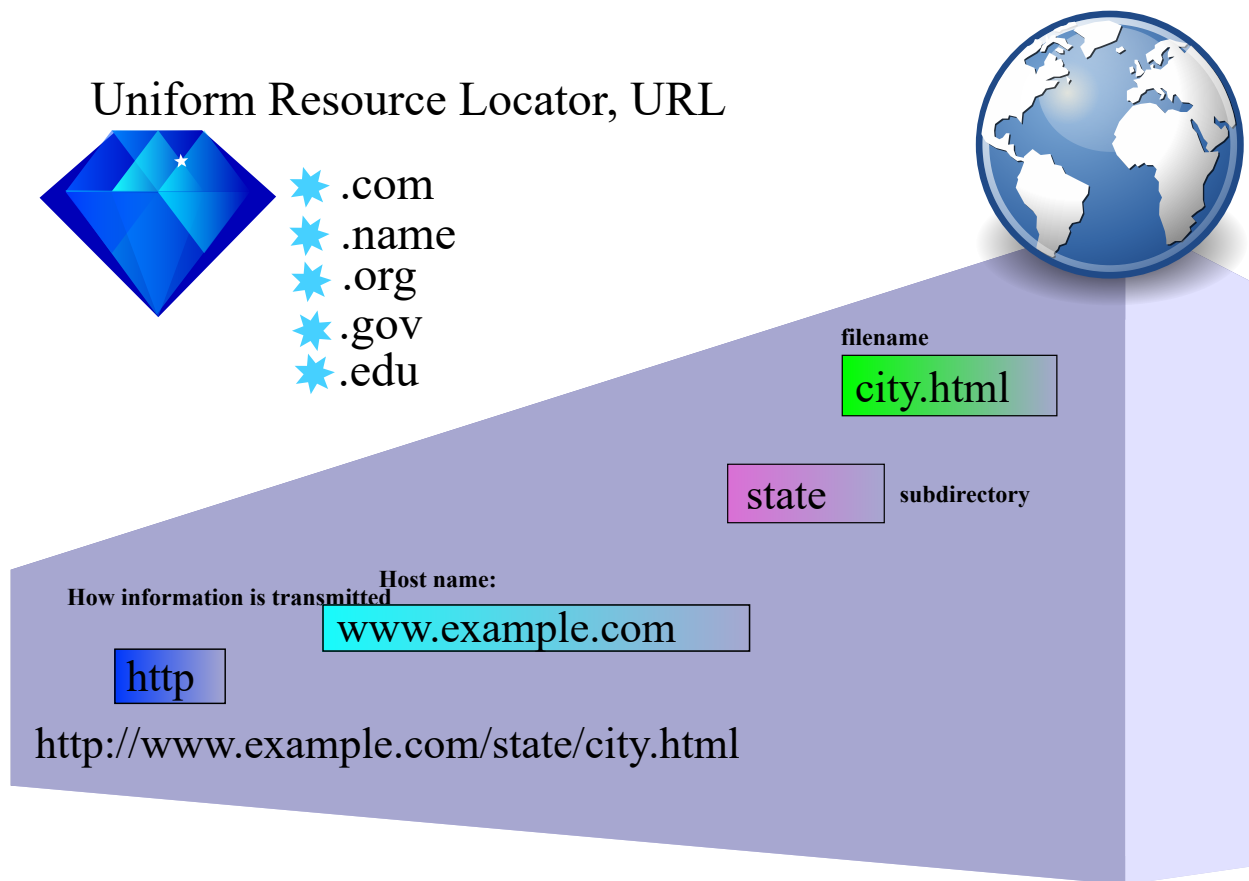 Uniform Resource Locator, URL
.com
.name
.org
.gov
.edu
filename
city.html
state
subdirectory
Host name:
How information is transmitted
www.example.com
http
http://www.example.com/state/city.html